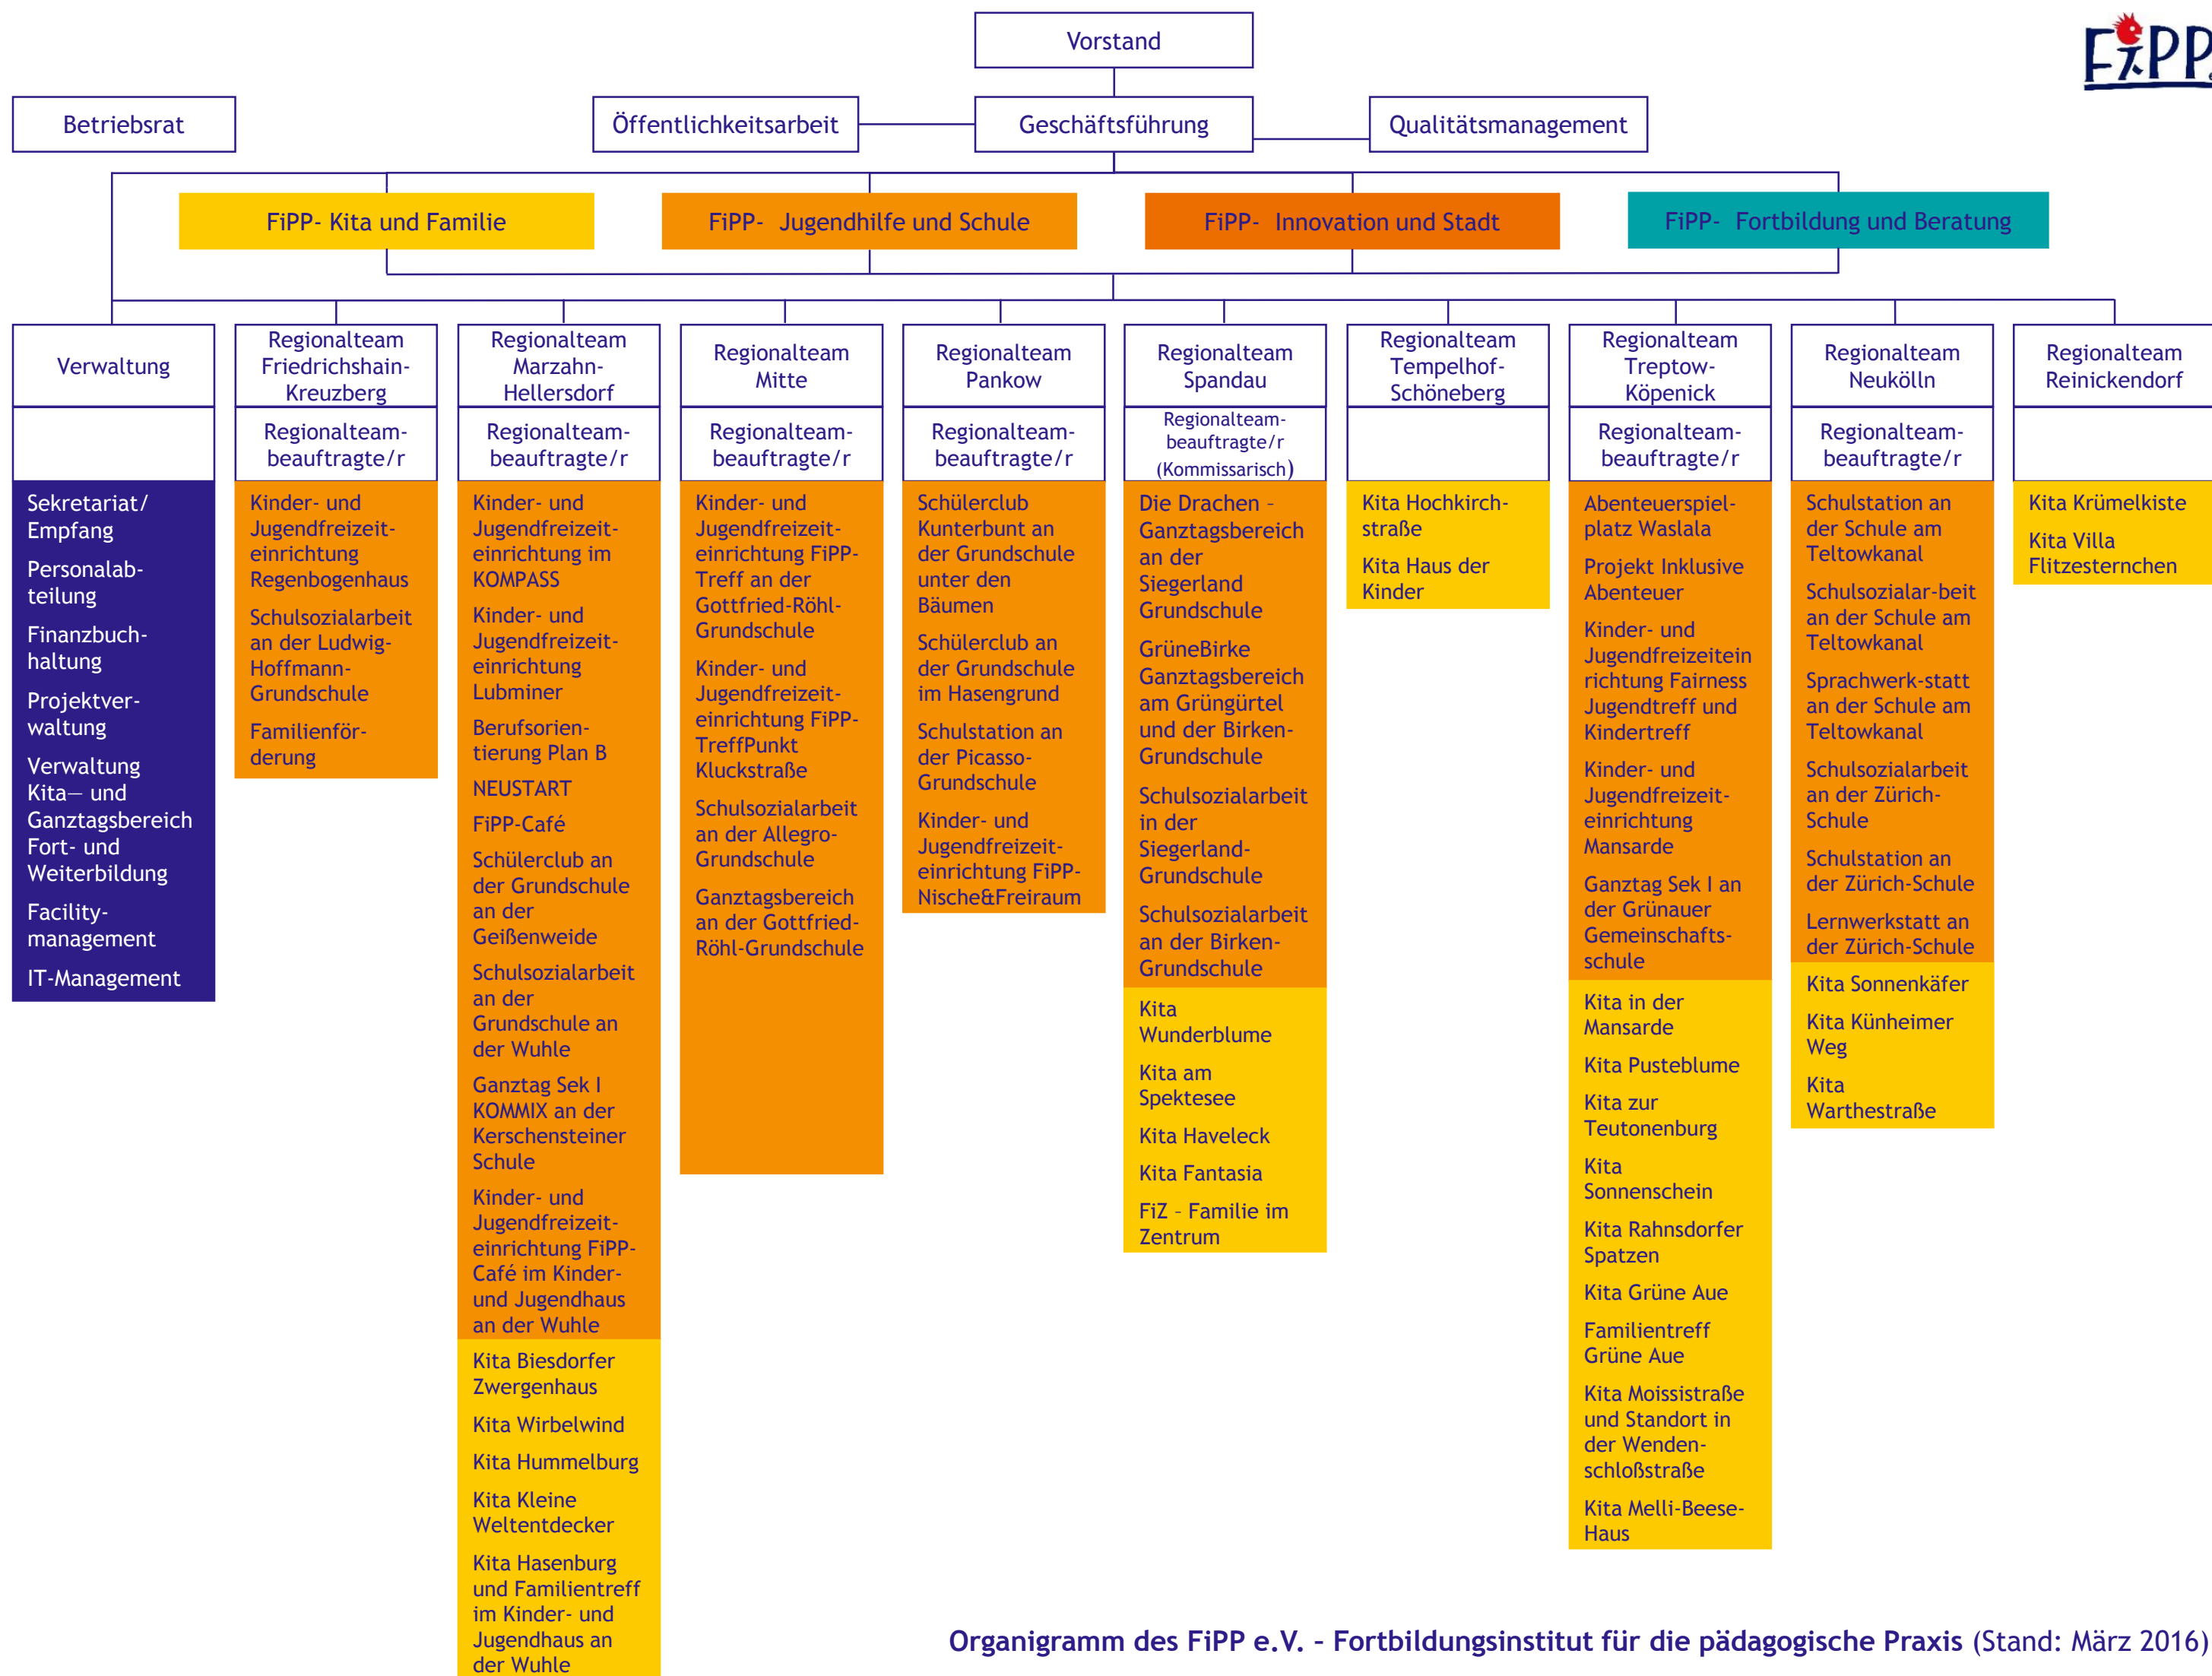 Vorstand
FiPP
Betriebsrat
Öffentlichkeitsarbeit
Geschäftsführung
Qualitätsmanagement
FiPP- Kita und Familie
FiPP- Jugendhilfe und Schule
FiPP- Innovation und Stadt
FiPP- Fortbildung und Beratung
Verwaltung
Sekretariat/
Empfang
Personalab-
teilung
Finanzbuch-
haltung
Projektver-
waltung
Verwaltung
Kita— und
Ganztagsbereich
Fort- und
Weiterbildung
Facility-
management
IT-Management
Regionalteam
Friedrichshain-
Kreuzberg
Regionalteam-
beauftragte/r
Kinder- und
Jugendfreizeit-
einrichtung
Regenbogenhaus
Schulsozialarbeit
an der Ludwig-
Hoffmann-
Grundschule
Familienför-
derung
Regionalteam
Marzahn-
Hellersdorf
Regionalteam-
beauftragte/r
Kinder- und
Jugendfreizeit-
einrichtung im
KOMPASS
Kinder- und
Jugendfreizeit-
einrichtung
Lubminer
Berufsorien-
tierung Plan B
NEUSTART
FiPP-Café
Schülerclub an
der Grundschule
an der
Geißenweide
Schulsozialarbeit
an der
Grundschule an
der Wuhle
Ganztag Sek I
KOMMIX an der
Kerschensteiner
Schule
Kinder- und
Jugendfreizeit-
einrichtung FiPP-
Café im Kinder-
und Jugendhaus
an der Wuhle
Kita Biesdorfer
Zwergenhaus
Kita Wirbelwind
Kita Hummelburg
Kita Kleine
Weltentdecker
Kita Hasenburg
und Familientreff
im Kinder- und
Jugendhaus an
der Wuhle
Regionalteam
Mitte
Regionalteam-
beauftragte/r
Kinder- und
Jugendfreizeit-
einrichtung FiPP-
Treff an der
Gottfried-Röhl-
Grundschule
Kinder- und
Jugendfreizeit-
einrichtung FiPP-
TreffPunkt
Kluckstraße
Schulsozialarbeit
an der Allegro-
Grundschule
Ganztagsbereich
an der Gottfried-
Röhl-Grundschule
Regionalteam
Pankow
Regionalteam-
beauftragte/r
Schülerclub
Kunterbunt an
der Grundschule
unter den
Bäumen
Schülerclub an
der Grundschule
im Hasengrund
Schulstation an
der Picasso-
Grundschule
Kinder- und
Jugendfreizeit-
einrichtung FiPP-
Nische&Freiraum
Regionalteam
Spandau
Regionalteam-
beauftragte/r
(Kommissarisch)
Die Drachen –
Ganztagsbereich
an der
Siegerland
Grundschule
GrüneBirke
Ganztagsbereich
am Grüngürtel
und der Birken-
Grundschule
Schulsozialarbeit
in der
Siegerland-
Grundschule
Schulsozialarbeit
an der Birken-
Grundschule
Kita
Wunderblume
Kita am
Spektesee
Kita Haveleck
Kita Fantasia
FiZ – Familie im
Zentrum
Regionalteam
Tempelhof-
Schöneberg
Kita Hochkirch-
straße
Kita Haus der
Kinder
Regionalteam
Treptow-
Köpenick
Regionalteam-
beauftragte/r
Abenteuerspiel-
platz Waslala
Projekt Inklusive
Abenteuer
Kinder- und
Jugendfreizeitein
richtung Fairness
Jugendtreff und
Kindertreff
Kinder- und
Jugendfreizeit-
einrichtung
Mansarde
Ganztag Sek I an
der Grünauer
Gemeinschafts-
schule
Kita in der
Mansarde
Kita Pusteblume
Kita zur
Teutonenburg
Kita
Sonnenschein
Kita Rahnsdorfer
Spatzen
Kita Grüne Aue
Familientreff
Grüne Aue
Kita Moissistraße
und Standort in
der Wenden-
schloßstraße
Kita Melli-Beese-
Haus
Regionalteam
Neukölln
Regionalteam-
beauftragte/r
Schulstation an
der Schule am
Teltowkanal
Schulsozialar-beit
an der Schule am
Teltowkanal
Sprachwerk-statt
an der Schule am
Teltowkanal
Schulsozialarbeit
an der Zürich-
Schule
Schulstation an
der Zürich-Schule
Lernwerkstatt an
der Zürich-Schule
Kita Sonnenkäfer
Kita Künheimer
Weg
Kita
Warthestraße
Regionalteam
Reinickendorf
Kita Krümelkiste
Kita Villa
Flitzesternchen
Organigramm des FiPP e.V. – Fortbildungsinstitut für die pädagogische Praxis (Stand: März 2016)